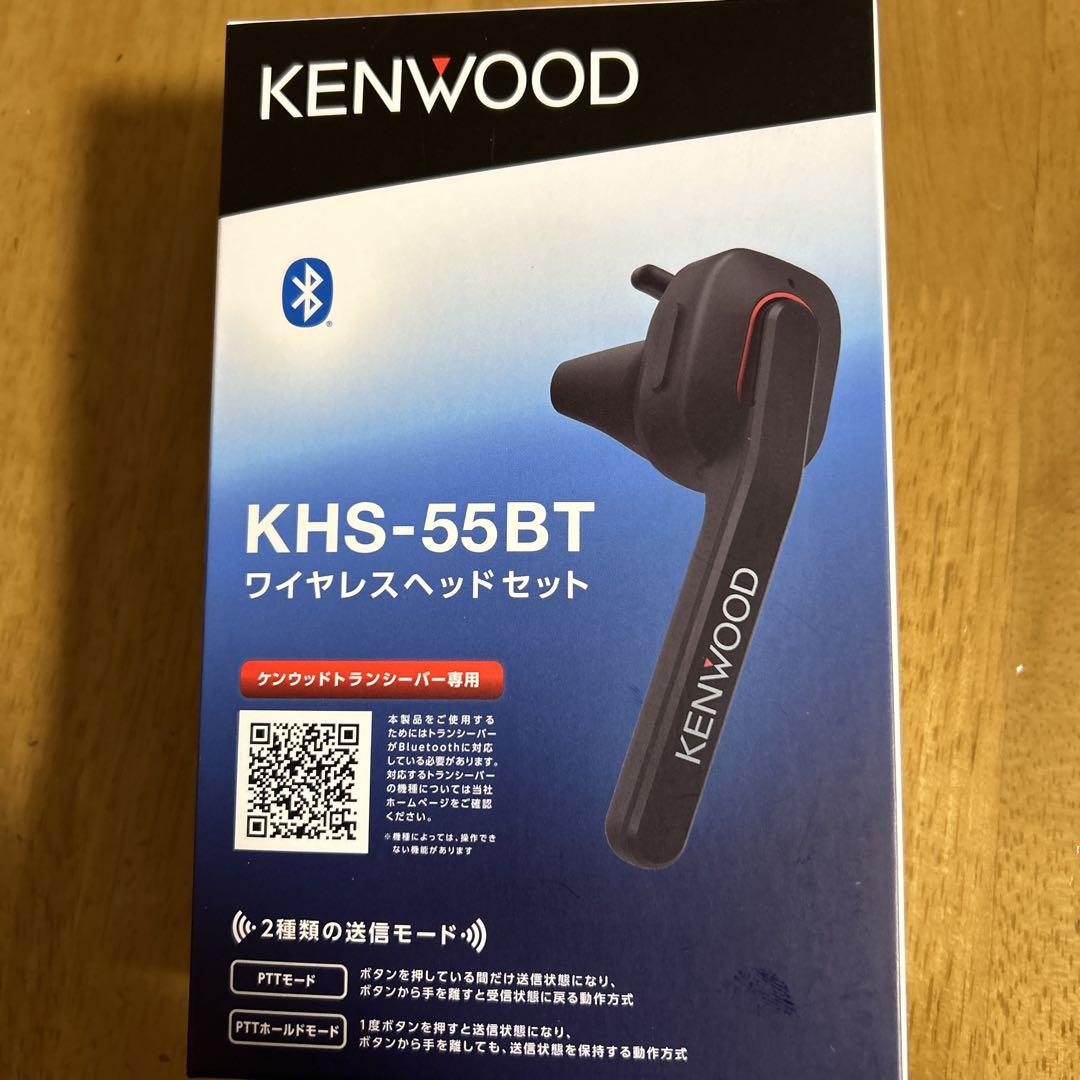 KENWOOD
KHS-55BT
ワイヤレスヘッドセット
KENWOOD
ケンウッドトランシーバー専用
本製品をご使用する
ためにはトランシーバー
がBluetoothに対応
している必要があります。
対応するトランシーバー
の機種については当社
ホームページをご確認
ください。
※機種によっては、操作でき
ない機能があります
2種類の送信モード
PTTモード
ボタンを押している間だけ送信状態になり、
ボタンから手を離すと受信状態に戻る動作方式
PTTホールドモード
1度ボタンを押すと送信状態になり、
ボタンから手を離しても、送信状態を保持する動作方式